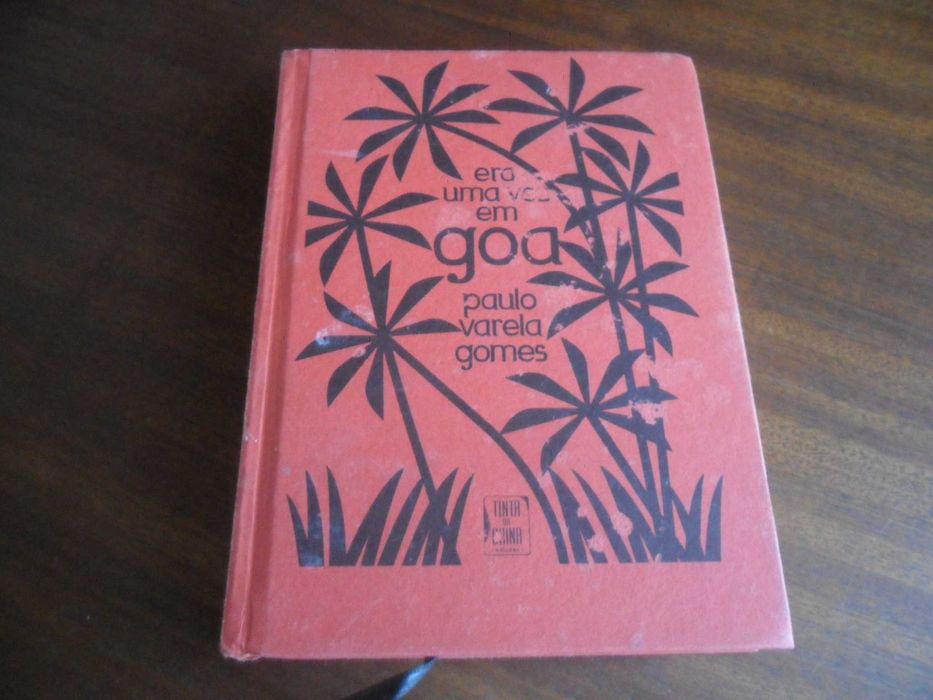 era
uma vez
em
goa
paulo
varela
gomes
TINTA
DA
CHINA